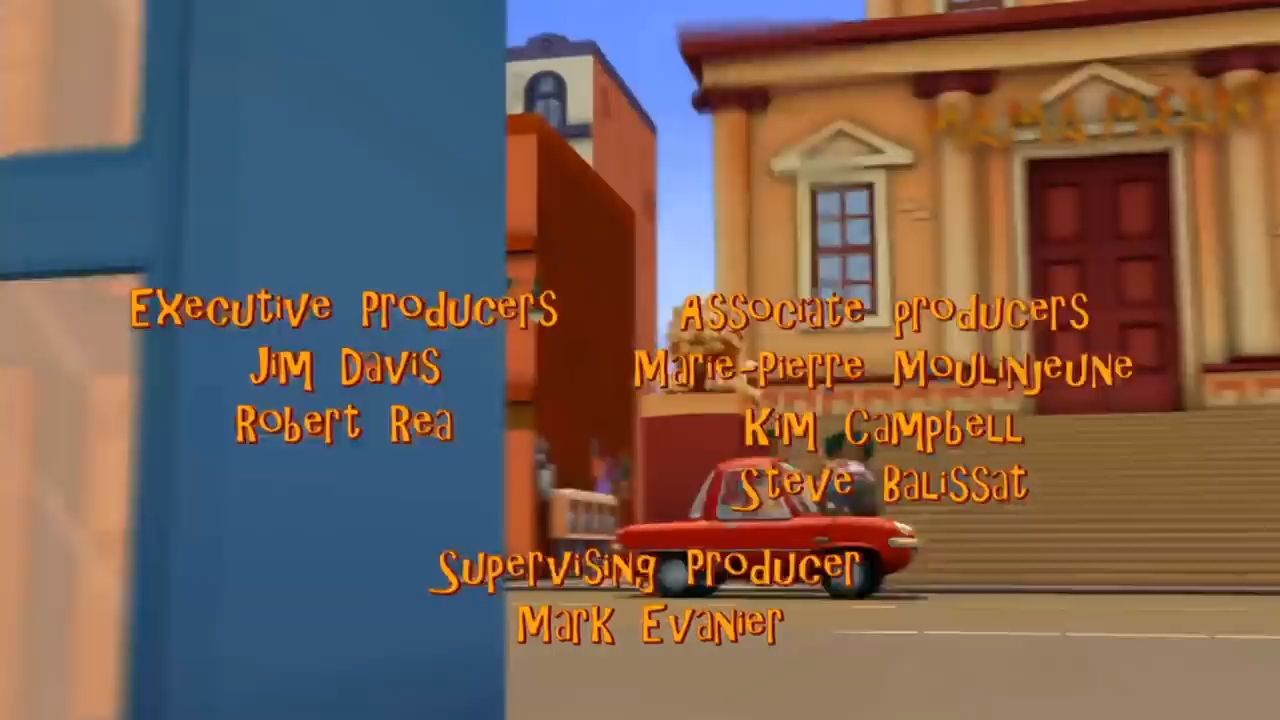 Executive Producers
Jim Davis
Robert Rea
Associate producers
Marie-Pierre Moulinjeune
Kim Campbell
Steve Balissat
Supervising Producer
Mark Evanier